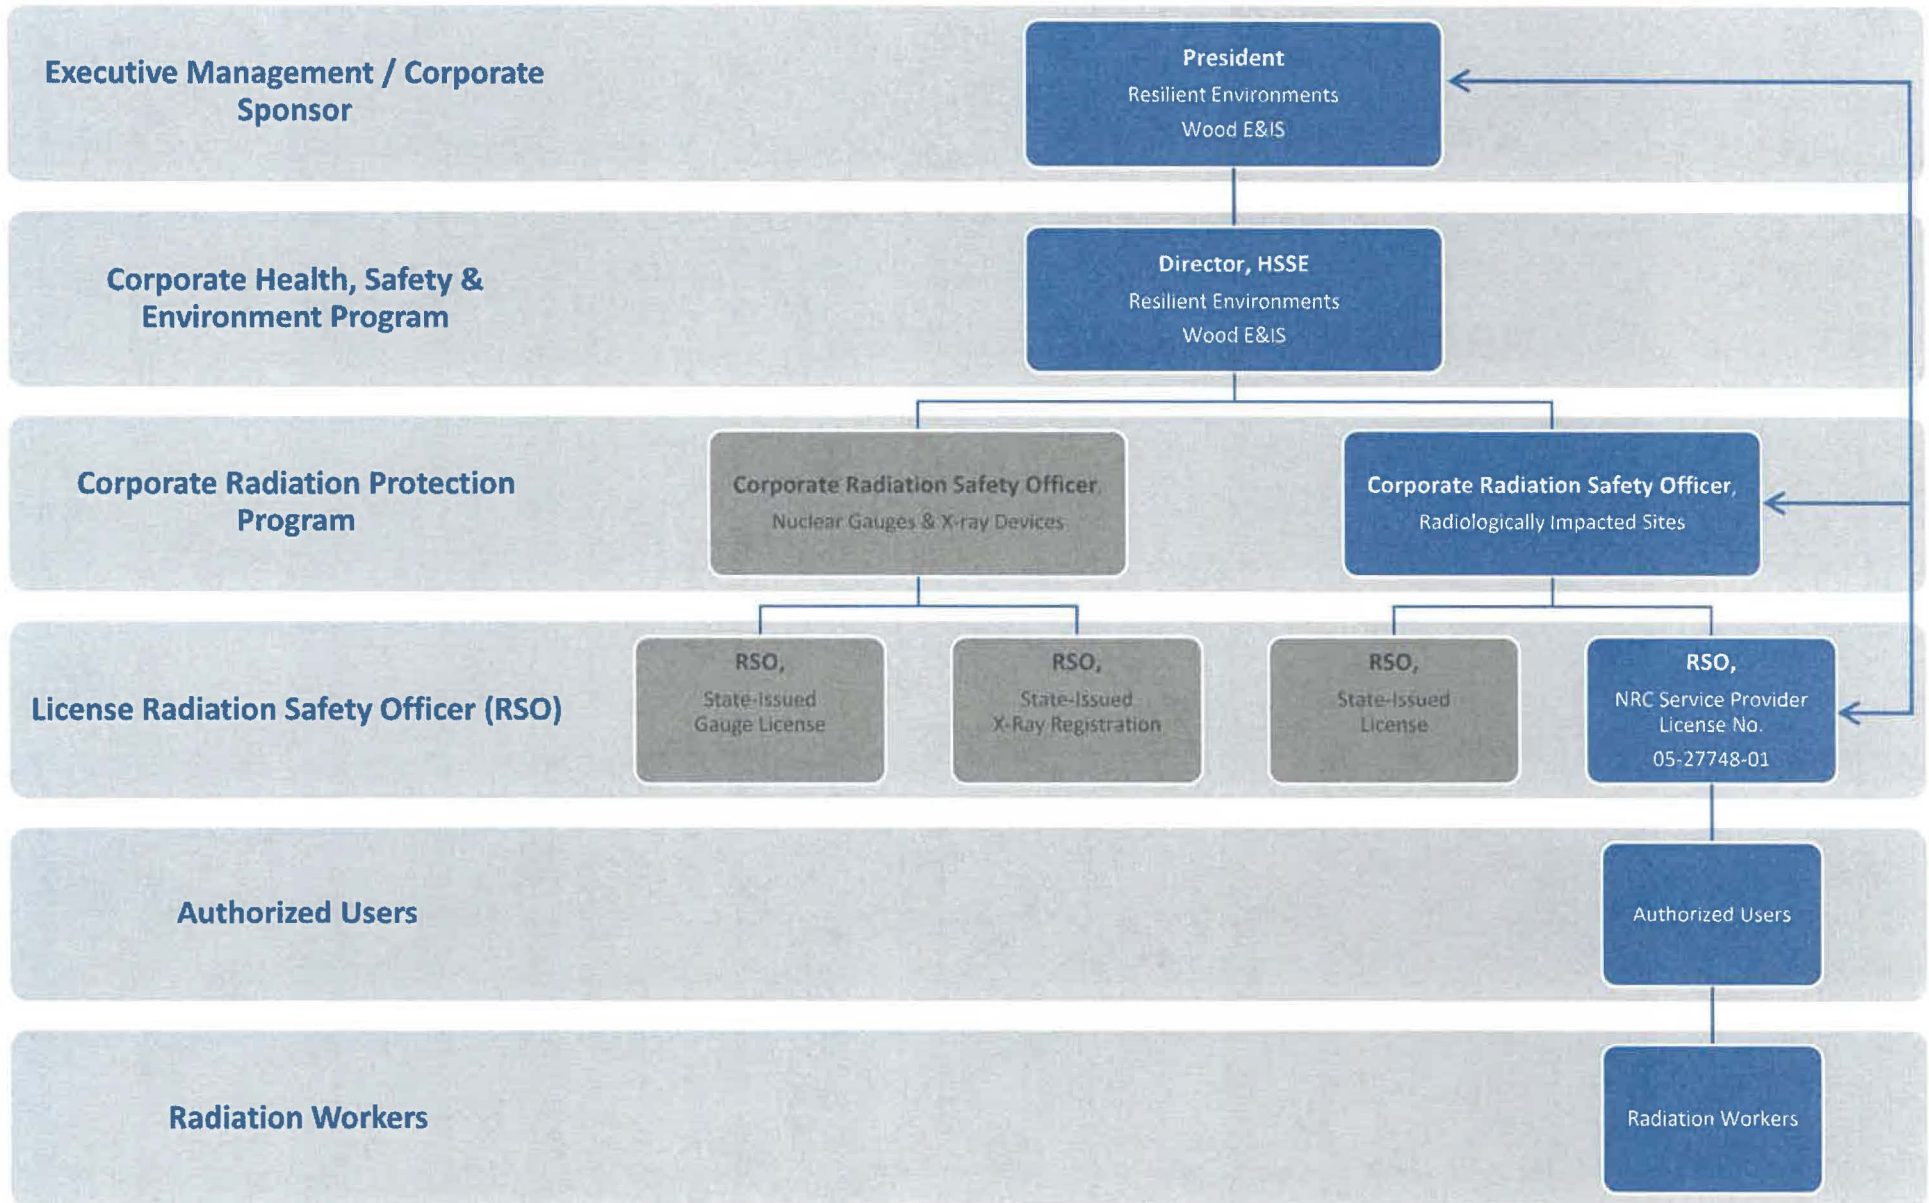 Executive Management / Corporate
Sponsor
President
Resilient Environments
Wood E&IS
Corporate Health, Safety &
Environment Program
Director, HSSE
Resilient Environments
Wood E&IS
Corporate Radiation Protection
Program
Corporate Radiation Safety Officer,
Nuclear Gauges & X-ray Devices
Corporate Radiation Safety Officer,
Radiologically Impacted Sites
License Radiation Safety Officer (RSO)
RSO,
State-Issued
Gauge License
RSO,
State-Issued
X-Ray Registration
RSO,
State-Issued
License
RSO,
NRC Service Provider
License No.
05-27748-01
Authorized Users
Authorized Users
Radiation Workers
Radiation Workers